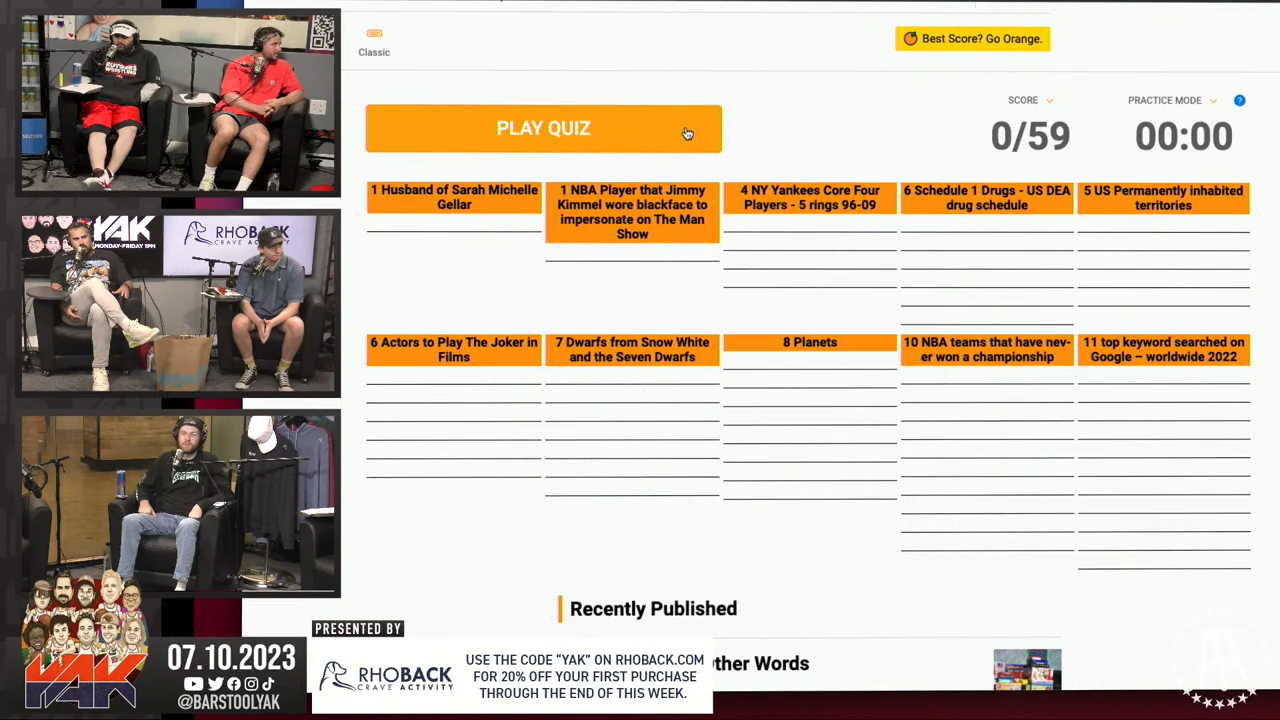 Classic
Best Score? Go Orange.
PLAY QUIZ
SCORE
PRACTICE MODE
?
0/59
00:00
1 Husband of Sarah Michelle
Gellar
1 NBA Player that Jimmy
Kimmel wore blackface to
impersonate on The Man
Show
4 NY Yankees Core Four
Players - 5 rings 96-09
6 Schedule 1 Drugs - US DEA
drug schedule
5 US Permanently inhabited
territories
6 Actors to Play The Joker in
Films
7 Dwarfs from Snow White
and the Seven Dwarfs
8 Planets
10 NBA teams that have nev-
er won a championship
11 top keyword searched on
Google – worldwide 2022
Recently Published
ther Words
YAK
MONDAY-FRIDAY 1PM
RHOBACK
CRAVE ACTIVITY
RUTGERS
WRESTLING
PRESENTED BY
YAK
07.10.2023
@BARSTOOLYAK
RHOBACK
CRAVE ACTIVITY
USE THE CODE “YAK” ON RHOBACK.COM
FOR 20% OFF YOUR FIRST PURCHASE
THROUGH THE END OF THIS WEEK.